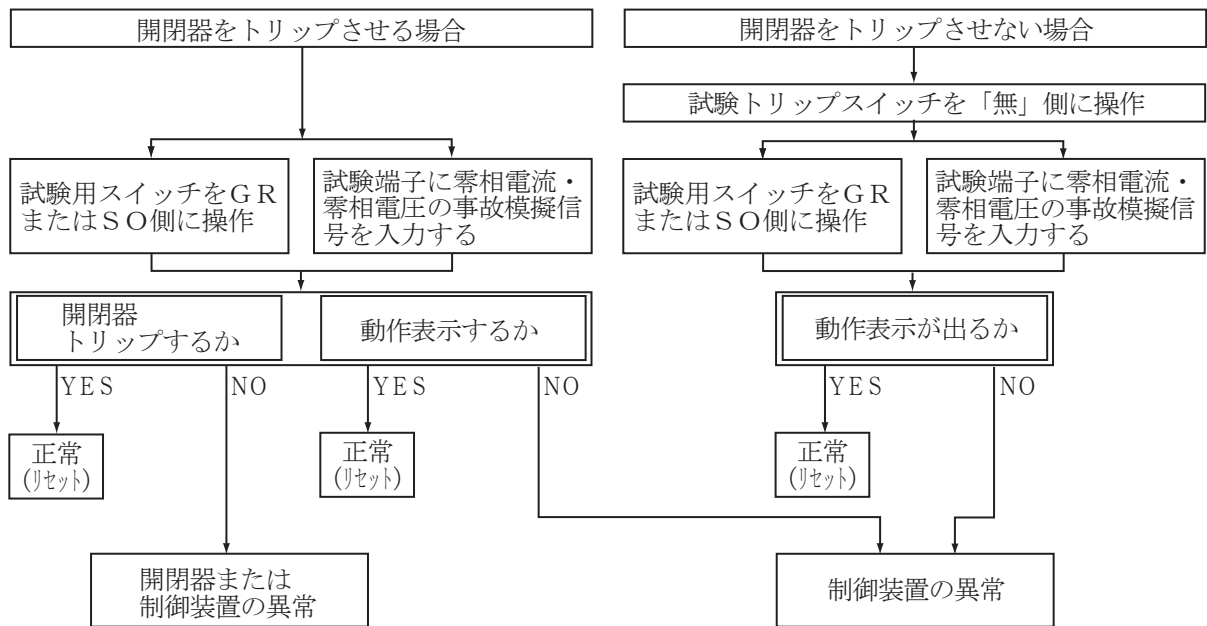 開閉器をトリップさせる場合
開閉器をトリップさせない場合
試験トリップスイッチを「無」側に操作
試験用スイッチをＧＲ
またはＳＯ側に操作
試験端子に零相電流・
零相電圧の事故模擬信
号を入力する
試験用スイッチをＧＲ
またはＳＯ側に操作
試験端子に零相電流・
零相電圧の事故模擬信
号を入力する
開閉器
トリップするか
動作表示するか
動作表示が出るか
YES
NO
YES
NO
YES
NO
正常
(リセット)
正常
(リセット)
正常
(リセット)
開閉器または
制御装置の異常
制御装置の異常